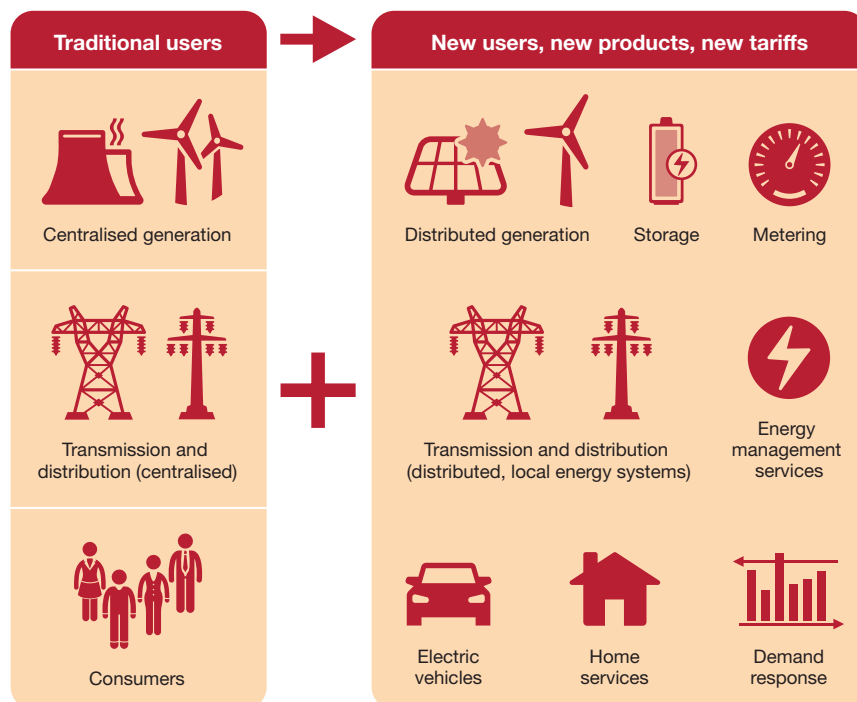 Traditional users
New users, new products, new tariffs
Centralised generation
Distributed generation
Storage
Metering
Transmission and
distribution (centralised)
Transmission and distribution
(distributed, local energy systems)
Energy
management
services
Consumers
Electric
vehicles
Home
services
Demand
response